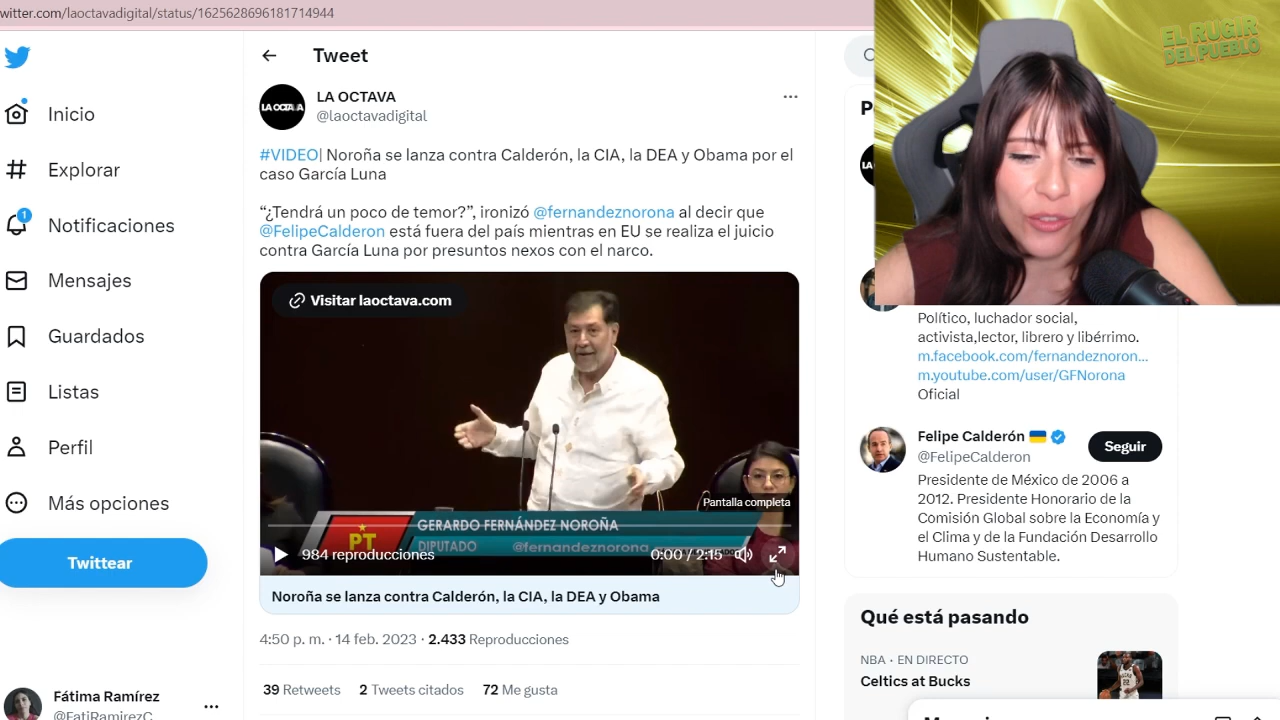 witter.com/laoctavadigital/status/1625628696181714944
Inicio
Explorar
1
Notificaciones
Mensajes
Guardados
Listas
Perfil
Más opciones
Twittear
Fátima Ramírez
@FatiRamirezC
Tweet
LA OCTAVA
LA OCTAVA
@laoctavadigital
#VIDEO| Noroña se lanza contra Calderón, la CIA, la DEA y Obama por el
caso García Luna
“¿Tendrá un poco de temor?”, ironizó @fernandeznorona al decir que
@FelipeCalderon está fuera del país mientras en EU se realiza el juicio
contra García Luna por presuntos nexos con el narco.
Visitar laoctava.com
Pantalla completa
PT
GERARDO FERNÁNDEZ NOROÑA
DIPUTADO @fernandeznorona
984 reproducciones
0:00 / 2:15
Noroña se lanza contra Calderón, la CIA, la DEA y Obama
4:50 p. m. · 14 feb. 2023 · 2.433 Reproducciones
39 Retweets 2 Tweets citados 72 Me gusta
EL RUGIR
DEL PUEBLO
Político, luchador social,
activista,lector, librero y libérrimo.
m.facebook.com/fernandeznoron…
m.youtube.com/user/GFNorona
Oficial
Felipe Calderón
@FelipeCalderon
Seguir
Presidente de México de 2006 a
2012. Presidente Honorario de la
Comisión Global sobre la Economía y
el Clima y de la Fundación Desarrollo
Humano Sustentable.
Qué está pasando
NBA · EN DIRECTO
Celtics at Bucks